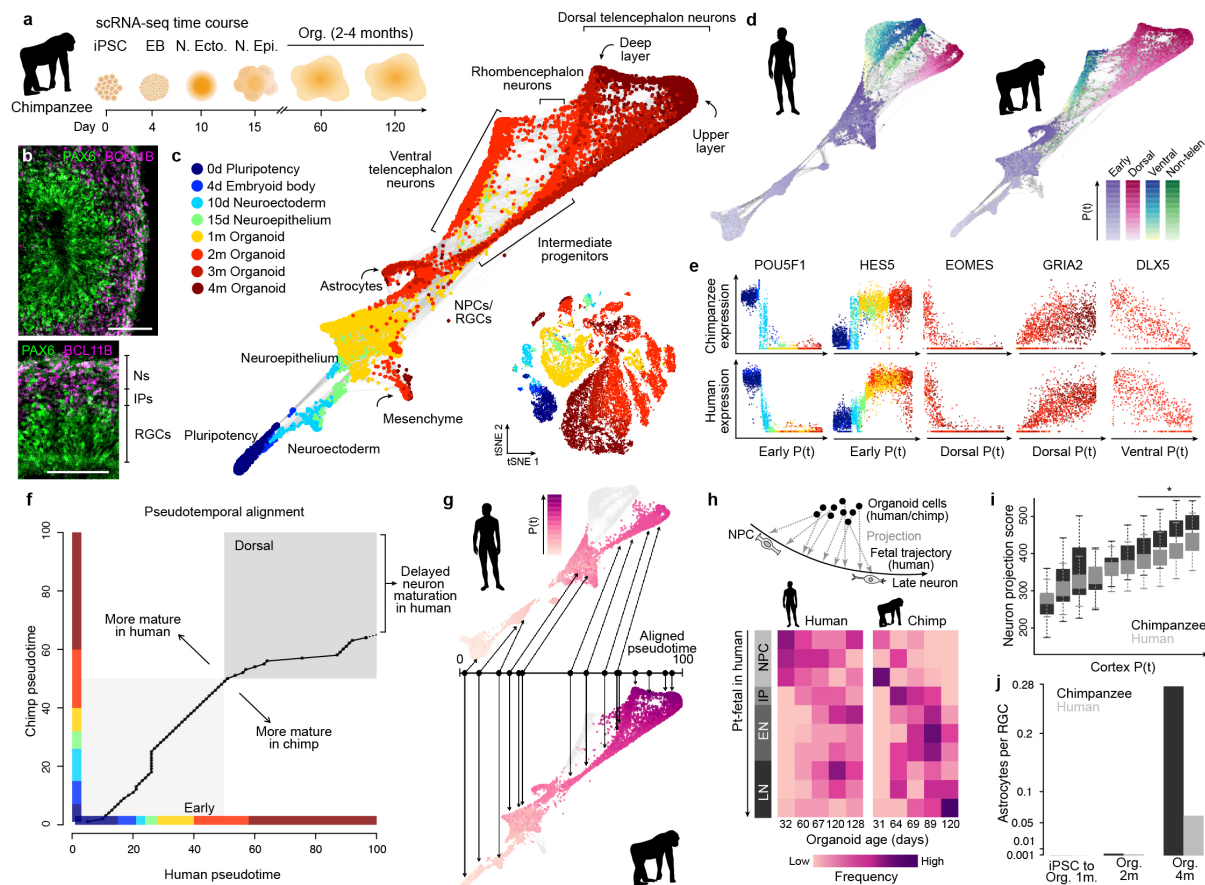 a
scRNA-seq time course
iPSC EB N. Ecto. N. Epi. Org. (2-4 months)
Chimpanzee
Day 0 4 10 15 60 120
b
PAX6 BCL11B
PAX6 BCL11B
Ns
IPs
RGCs
c
0d Pluripotency
4d Embryoid body
10d Neuroectoderm
15d Neuroepithelium
1m Organoid
2m Organoid
3m Organoid
4m Organoid
Dorsal telencephalon neurons
Deep
layer
Rhombencephalon
neurons
Upper
layer
Ventral
telencephalon
neurons
Intermediate
progenitors
Astrocytes
NPCs/
RGCs
Neuroepithelium
Mesenchyme
Pluripotency
Neuroectoderm
tSNE 2
tSNE 1
d
Early
Dorsal
Ventral
Non-telen
P(t)
e
POU5F1 HES5 EOMES GRIA2 DLX5
Chimpanzee
expression
Human
expression
Early P(t) Early P(t) Dorsal P(t) Dorsal P(t) Ventral P(t)
f
Pseudotemporal alignment
Chimp pseudotime
0 20 40 60 80 100
Dorsal
Delayed
neuron
maturation
in human
More mature
in human
More mature
in chimp
Early
0 20 40 60 80 100
Human pseudotime
g
P(t)
Aligned
pseudotime
0 100
h
Organoid cells
(human/chimp)
NPC
Projection
Fetal trajectory
(human)
Late neuron
Human Chimp
Pt-fetal in human
NPC
IP
EN
LN
32 60 67 120 128 31 64 69 89 120
Organoid age (days)
Low High
Frequency
i
*
Neuron projection score
500
400
300
200
Chimpanzee
Human
Cortex P(t)
j
Chimpanzee
Human
Astrocytes per RGC
0.28
0.1
0.05
0.01
0.001
iPSC to
Org. 1m.
Org.
2m
Org.
4m